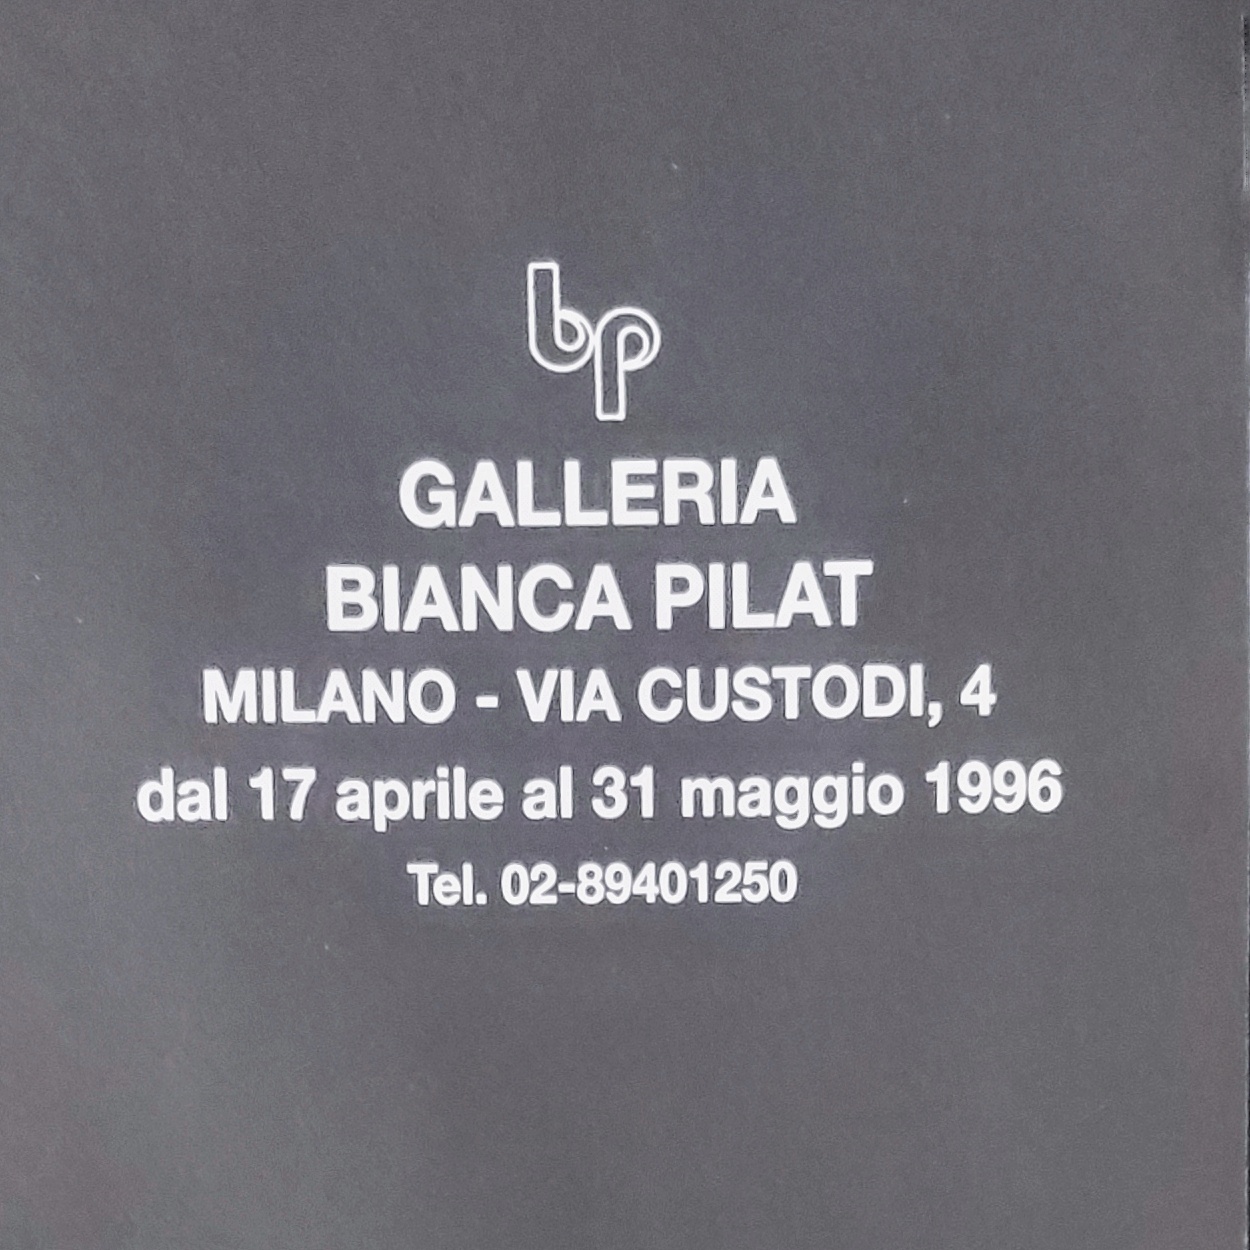 bp
GALLERIA
BIANCA PILAT
MILANO - VIA CUSTODI, 4
dal 17 aprile al 31 maggio 1996
Tel. 02-89401250